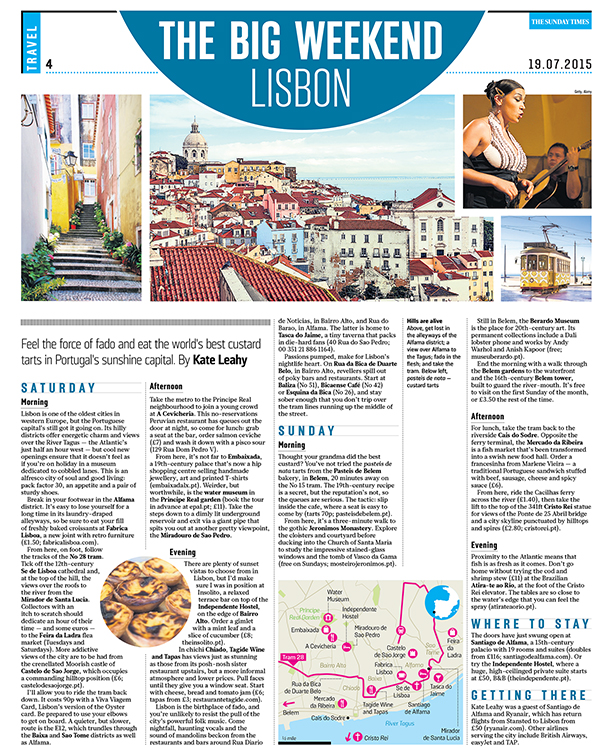 TRAVEL
4
THE BIG WEEKEND
LISBON
THE SUNDAY TIMES
19.07.2015
Getty, Alamy
Feel the force of fado and eat the world's best custard
tarts in Portugal's sunshine capital. By Kate Leahy
SATURDAY
Morning
Lisbon is one of the oldest cities in
western Europe, but the Portuguese
capital's still got it going on. Its hilly
districts offer energetic charm and views
over the River Tagus — the Atlantic's
just half an hour west — but cool new
openings ensure that it doesn't feel as
if you're on holiday in a museum
dedicated to cobbled lanes. This is an
alfresco city of soul and good living:
pack factor 30, an appetite and a pair of
sturdy shoes.
Break in your footwear in the Alfama
district. It's easy to lose yourself for a
long time in its laundry-draped
alleyways, so be sure to eat your fill
of freshly baked croissants at Fabrica
Lisboa, a new joint with retro furniture
(£1.50; fabricalisboa.com).
From here, on foot, follow
the tracks of the No 28 tram.
Tick off the 12th-century
Se de Lisboa cathedral and,
at the top of the hill, the
views over the roofs to
the river from the
Mirador de Santa Lucia.
Collectors with an
itch to scratch should
dedicate an hour of their
time — and some euros —
to the Feira da Ladra flea
market (Tuesdays and
Saturdays). More addictive
views of the city are to be had from
the crenellated Moorish castle of
Castelo de Sao Jorge, which occupies
a commanding hilltop position (£6;
castelodesaojorge.pt).
I'll allow you to ride the tram back
down. It costs 90p with a Viva Viagem
Card, Lisbon's version of the Oyster
card. Be prepared to use your elbows
to get on board. A quieter, but slower,
route is the E12, which trundles through
the Baixa and Sao Tome districts as well
as Alfama.
Afternoon
Take the metro to the Principe Real
neighbourhood to join a young crowd
at A Cevicheria. This no-reservations
Peruvian restaurant has queues out the
door at night, so come for lunch: grab
a seat at the bar, order salmon ceviche
(£7) and wash it down with a pisco sour
(129 Rua Dom Pedro V).
From here, it's not far to Embaixada,
a 19th-century palace that's now a hip
shopping centre selling handmade
jewellery, art and printed T-shirts
(embaixadalx.pt). Weirder, but
worthwhile, is the water museum in
the Principe Real garden (book the tour
in advance at epal.pt; £11). Take the
steps down to a dimly lit underground
reservoir and exit via a giant pipe that
spits you out at another pretty viewpoint,
the Miradouro de Sao Pedro.
Evening
There are plenty of sunset
vistas to choose from in
Lisbon, but I'd make
sure I was in position at
Insolito, a relaxed
terrace bar on top of the
Independente Hostel,
on the edge of Bairro
Alto. Order a gimlet
with a mint leaf and a
slice of cucumber (£8;
theinsolito.pt).
In chichi Chiado, Tagide Wine
and Tapas has views just as stunning
as those from its posh-nosh sister
restaurant upstairs, but a more informal
atmosphere and lower prices. Pull faces
until they give you a window seat. Start
with cheese, bread and tomato jam (£6;
tapas from £3; restaurantetagide.com).
Lisbon is the birthplace of fado, and
you're unlikely to resist the pull of the
city's powerful folk music. Come
nightfall, haunting vocals and the
sound of mandolins beckon from the
restaurants and bars around Rua Diario
de Noticias, in Bairro Alto, and Rua do
Barao, in Alfama. The latter is home to
Tasca do Jaime, a tiny taverna that packs
in die-hard fans (40 Rua do Sao Pedro;
00 351 21 886 1164).
Passions pumped, make for Lisbon's
nightlife heart. On Rua da Bica de Duarte
Belo, in Bairro Alto, revellers spill out
of poky bars and restaurants. Start at
Baliza (No 51), Bicaense Café (No 42)
or Esquina da Bica (No 26), and stay
sober enough that you don't trip over
the tram lines running up the middle of
the street.
SUNDAY
Morning
Thought your grandma did the best
custard? You've not tried the pasteis de
nata tarts from the Pasteis de Belem
bakery, in Belem, 20 minutes away
on the No 15 tram. The 19th-century recipe
is a secret, but the reputation's not, so
the queues are serious. The tactic: slip
inside the cafe, where a seat is easy to
come by (tarts 70p; pasteisdebelem.pt).
From here, it's a three-minute walk to
the gothic Jeronimos Monastery. Explore
the cloisters and courtyard before
ducking into the Church of Santa Maria
to study the impressive stained-glass
windows and the tomb of Vasco da Gama
(free on Sundays; mosteirojeronimos.pt).
Hills are alive
Above, get lost in
the alleyways of the
Alfama district; a
view over Alfama to
the Tagus; fado in the
flesh; and take the
tram. Below left,
pasteis de nata —
custard tarts
Still in Belem, the Berardo Museum
is the place for 20th-century art. Its
permanent collections include a Dali
lobster phone and works by Andy
Warhol and Anish Kapoor (free;
museuberardo.pt).
End the morning with a walk through
the Belem gardens to the waterfront
and the 16th-century Belem tower,
built to guard the river-mouth. It's free
to visit on the first Sunday of the month,
or £3.50 the rest of the time.
Afternoon
For lunch, take the tram back to the
riverside Cais do Sodre. Opposite the
ferry terminal, the Mercado da Ribeira
is a fish market that's been transformed
into a swish new food hall. Order a
francesinha from Marlene Vieira — a
traditional Portuguese sandwich stuffed
with beef, sausage, cheese and spicy
sauce (£6).
From here, ride the Cacilhas ferry
across the river (£1.40), then take the
lift to the top of the 341ft Cristo Rei statue
for views of the Ponte de 25 Abril bridge
and a city skyline punctuated by hilltops
and spires (£2.80; cristorei.pt).
Evening
Proximity to the Atlantic means that
fish is as fresh as it comes. Don't go
home without trying the cod and
shrimp stew (£11) at the Brazilian
Atira-te ao Rio, at the foot of the Cristo
Rei elevator. The tables are so close to
the water's edge that you can feel the
spray (atirateaorio.pt).
WHERE TO STAY
The doors have just swung open at
Santiago de Alfama, a 15th-century
palacio with 19 rooms and suites (doubles
from £116; santiagodealfama.com). Or
try the Independente Hostel, where a
huge, high-ceilinged private suite starts
at £50, B&B (theindependente.pt).
GETTING THERE
Kate Leahy was a guest of Santiago de
Alfama and Ryanair, which has return
flights from Stansted to Lisbon from
£50 (ryanair.com). Other airlines
serving the city include British Airways,
easyJet and TAP.
Water
Museum
Principe
Real Garden
Independente
Hostel
Embaixada
Miradouro de
Sao Pedro
A Cevicheria
Feira
da Ladra
Tram 28
Castelo
de Sao Jorge
Bairro Alto
Fabrica
Lisboa
Alfama
Rua da Bica
de Duarte Belo
Chiado
Se de
Lisboa
Tasca do
Jaime
Mercado
Belem
Tagide Wine
and Tapas
Santiago
de Alfama
Cais do Sodre
River Tagus
½ mile
Cristo Rei
Mirador
de Santa Lucia